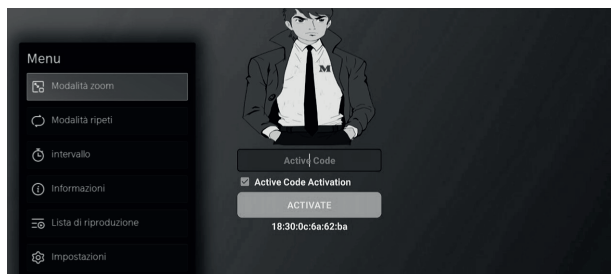 Menu
Modalità zoom
Modalità ripeti
intervallo
Informazioni
Lista di riproduzione
Impostazioni
M
Active Code
Active Code Activation
ACTIVATE
18:30:0c:6a:62:ba